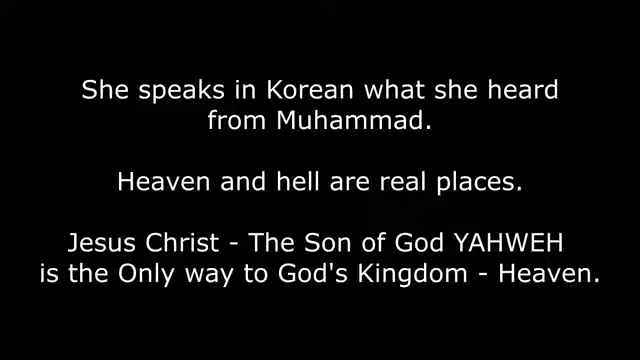 She speaks in Korean what she heard
from Muhammad.
Heaven and hell are real places.
Jesus Christ - The Son of God YAHWEH
is the Only way to God's Kingdom - Heaven.